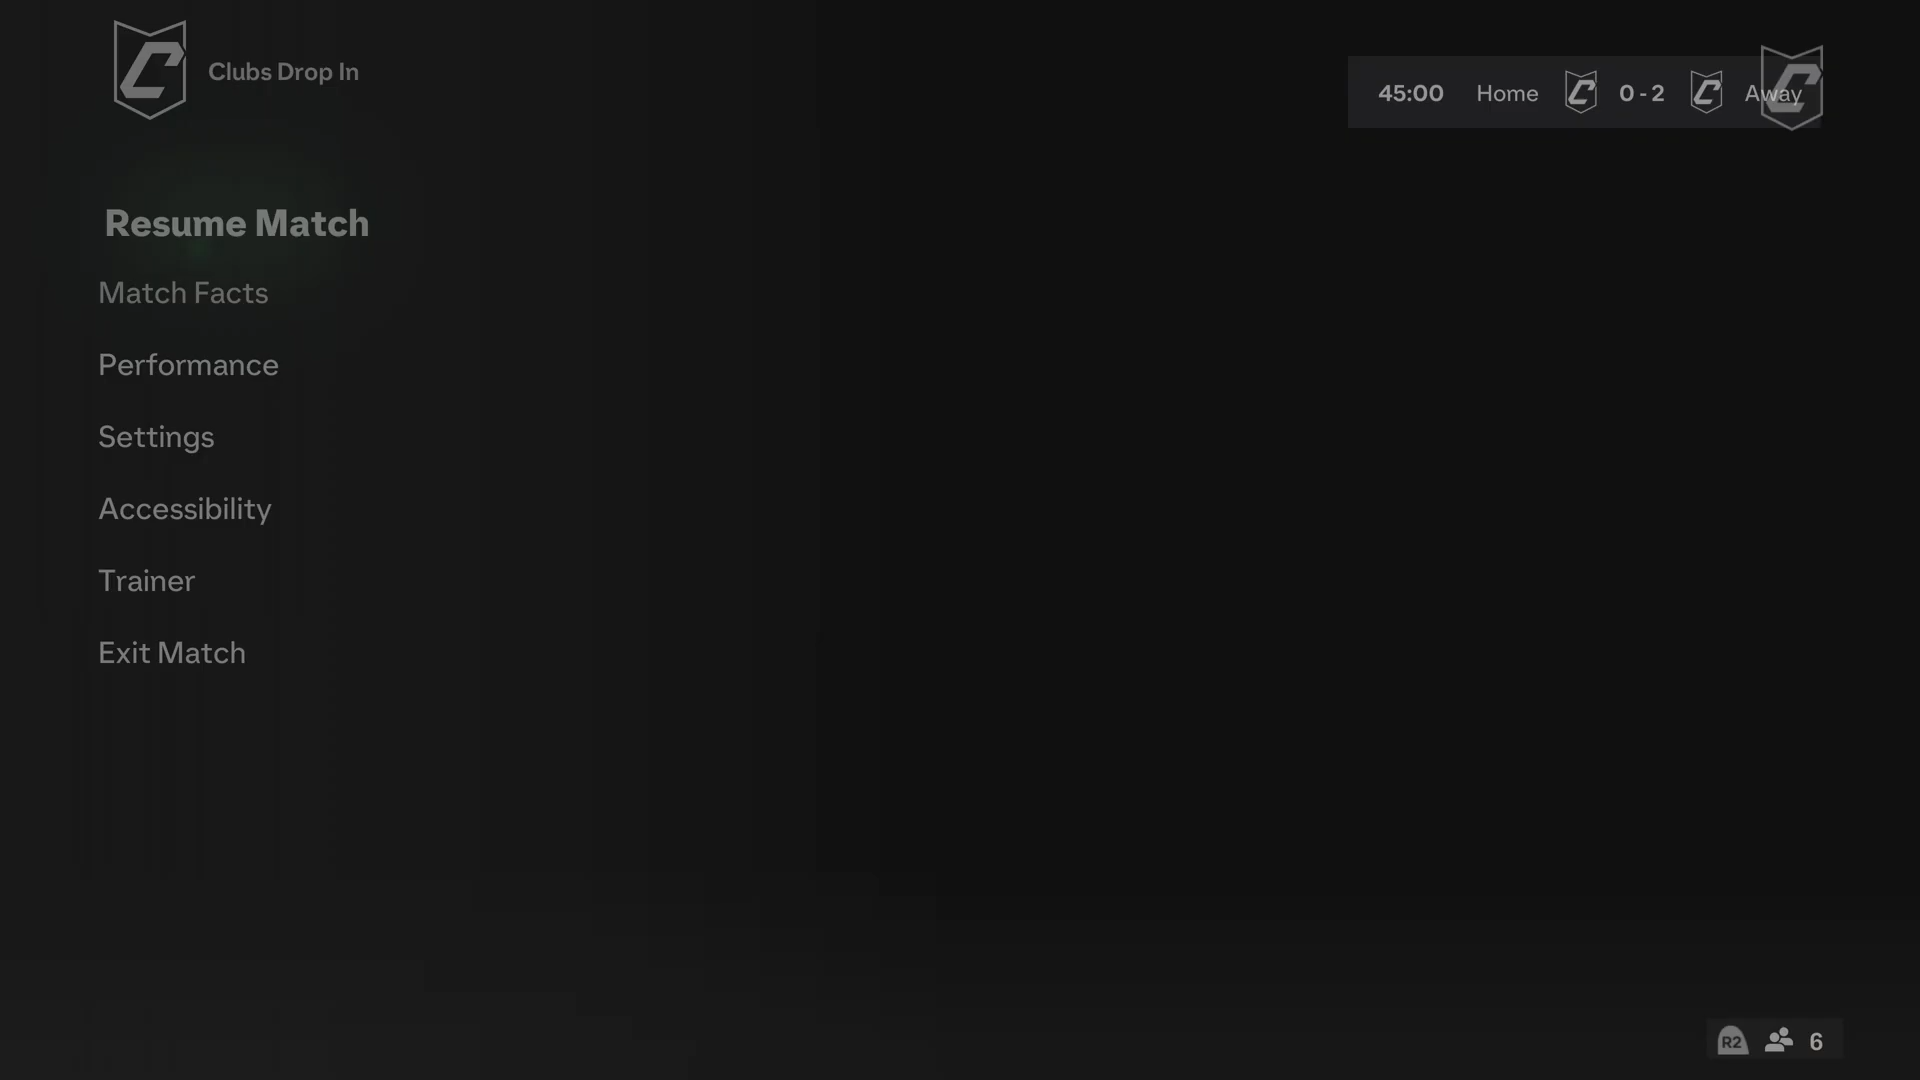 Clubs Drop In
45:00 Home 0 - 2 Away
Resume Match
Match Facts
Performance
Settings
Accessibility
Trainer
Exit Match
R2 6